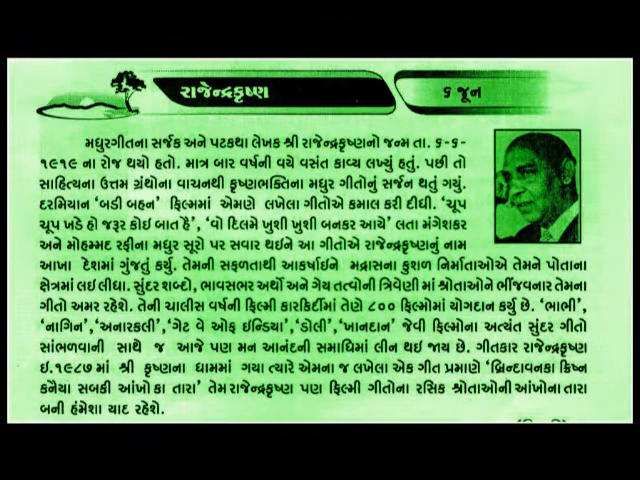 રાજેન્દ્રકૃષ્ણ
૬ જૂન
મધુરગીતના સર્જક અને પટકથા લેખક શ્રી રાજેન્દ્રકૃષ્ણનો જન્મ તા. ૬-૬-
૧૯૧૯ ના રોજ થયો હતો. માત્ર બાર વર્ષની વયે વસંત કાવ્ય લખ્યું હતું. પછી તો
સાહિત્યના ઉત્તમ ગ્રંથોના વાચનથી કૃષ્ણભક્તિના મધુર ગીતોનું સર્જન થતું ગયું.
દરમિયાન ‘બડી બહન’ ફિલ્મમાં એમણે લખેલા ગીતોએ કમાલ કરી દીધી. ‘ચૂપ
ચૂપ ખડે હો જરૂર કોઇ બાત હૈ’, ‘વો દિલમે ખુશી ખુશી બનકર આયે’ લતા મંગેશકર
અને મોહમ્મદ રફીના મધુર સૂરો પર સવાર થઇને આ ગીતોએ રાજેન્દ્રકૃષ્ણનું નામ
આખા દેશમાં ગુંજતું કર્યું. તેમની સફળતાથી આકર્ષાઈને મદ્રાસના કુશળ નિર્માતાઓએ તેમને પોતાના
ક્ષેત્રમાં લઇ લીધા. સુંદર શબ્દો, ભાવસભર અર્થો અને ગેય તત્વોની ત્રિવેણી માં શ્રોતાઓને ભીંજવનાર તેમના
ગીતો અમર રહેશે. તેની ચાલીસ વર્ષની ફિલ્મી કારકિર્દીમાં તેણે ૮૦૦ ફિલ્મોમાં યોગદાન કર્યુ છે. ‘ભાભી’,
‘નાગિન’,‘અનારકલી’,‘ગેટ વે ઓફ ઇન્ડિયા’,‘ડોલી’,‘ખાનદાન’ જેવી ફિલ્મોના અત્યંત સુંદર ગીતો
સાંભળવાની સાથે જ આજે પણ મન આનંદની સમાધિમાં લીન થઇ જાય છે. ગીતકાર રાજેન્દ્રકૃષ્ણ
ઇ.૧૯૮૭ માં શ્રી કૃષ્ણના ધામમાં ગયા ત્યારે એમના જ લખેલા એક ગીત પ્રમાણે ‘બ્રિન્દાવનકા ક્રિષ્ન
કનૈયા સબકી આંખો કા તારા’ તેમ રાજેન્દ્રકૃષ્ણ પણ ફિલ્મી ગીતોના રસિક શ્રોતાઓની આંખોના તારા
બની હંમેશા યાદ રહેશે.